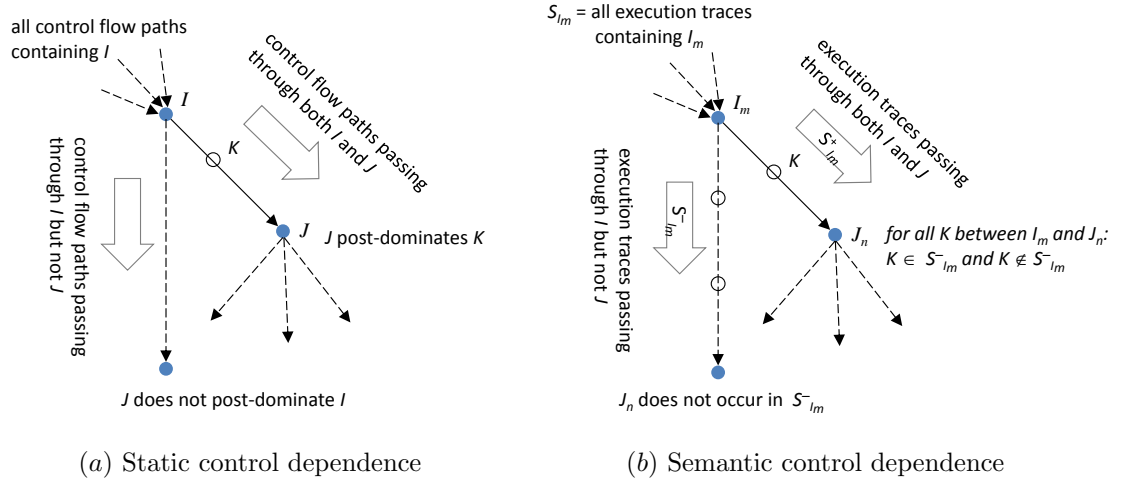 all control flow paths
containing I
I
K
control flow paths passing
through both I and J
control flow paths passing
through I but not J
J
J post-dominates K
J does not post-dominate I
(a) Static control dependence
S_Im = all execution traces
containing I_m
I_m
K
execution traces passing
through both I and J
S⁺_Im
execution traces passing
through I but not J
S⁻_Im
J_n
for all K between I_m and J_n:
K ∈ S⁻_Im and K ∉ S⁻_Im
J_n does not occur in S⁻_Im
(b) Semantic control dependence